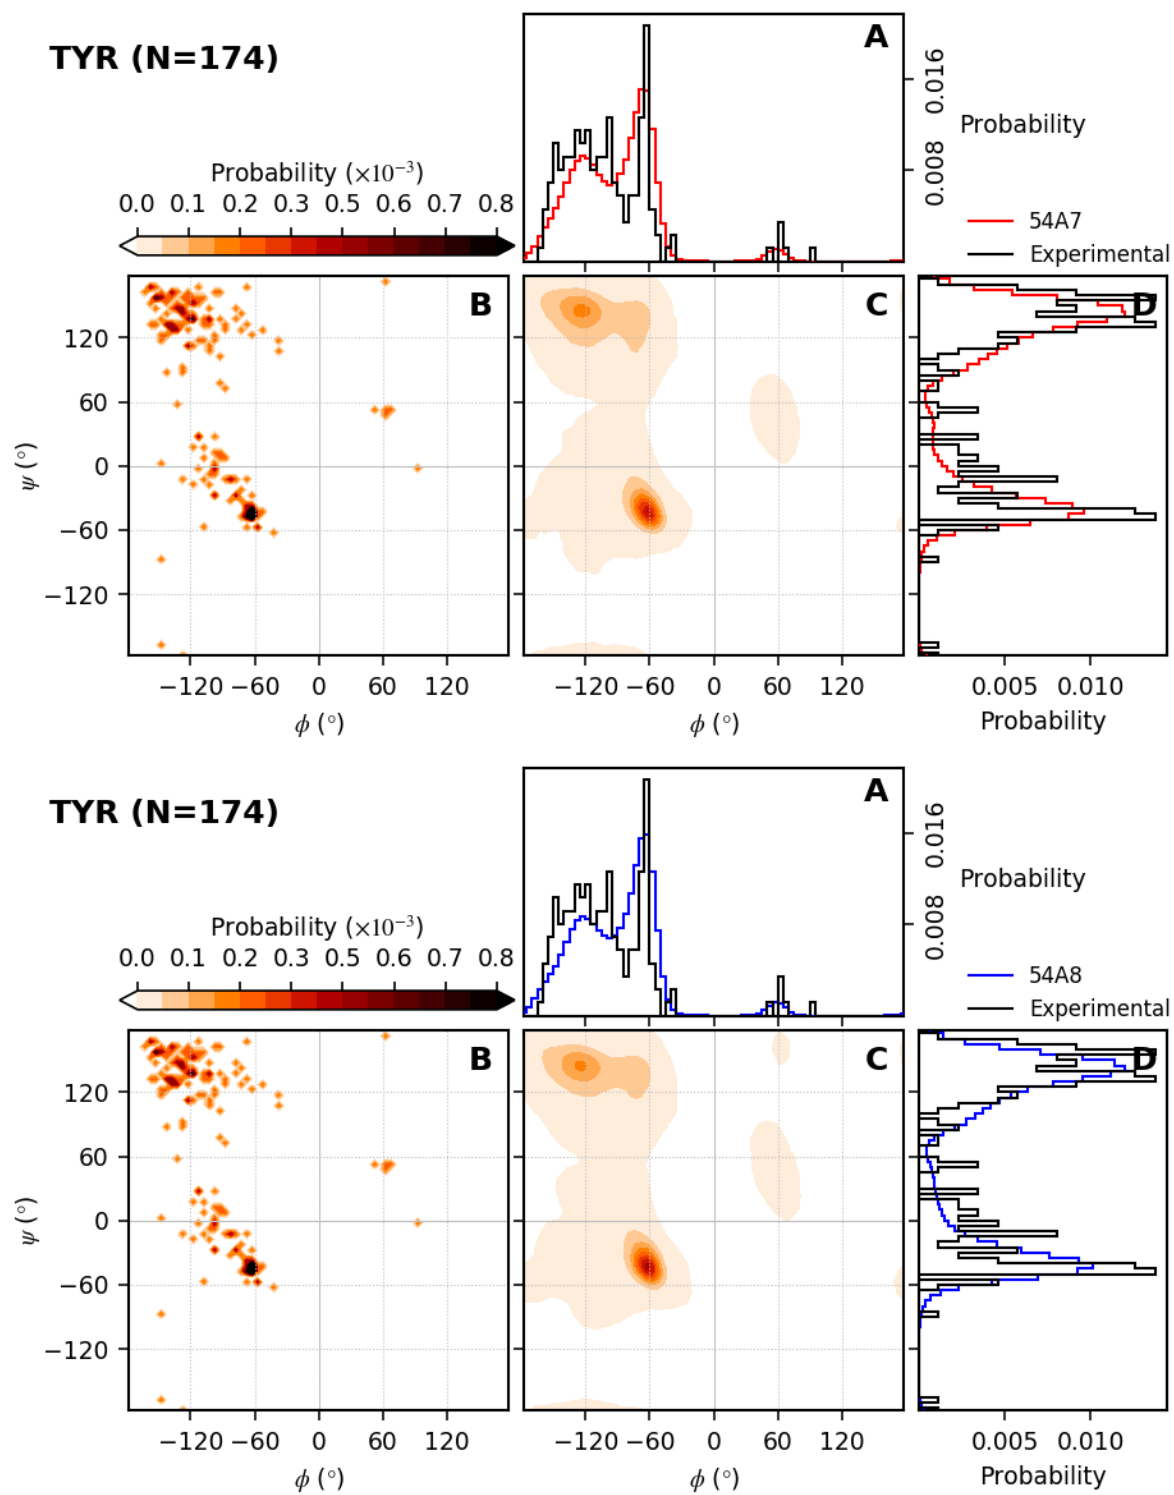 TYR (N=174)
A
0.016
0.008
Probability
Probability (×10⁻³)
0.0 0.1 0.2 0.3 0.4 0.5 0.6 0.7 0.8
54A7
Experimental
B
C
D
120
60
0
−60
−120
ψ (°)
−120 −60 0 60 120
ϕ (°)
−120 −60 0 60 120
ϕ (°)
0.005 0.010
Probability
TYR (N=174)
A
0.016
0.008
Probability
Probability (×10⁻³)
0.0 0.1 0.2 0.3 0.4 0.5 0.6 0.7 0.8
54A8
Experimental
B
C
D
120
60
0
−60
−120
ψ (°)
−120 −60 0 60 120
ϕ (°)
−120 −60 0 60 120
ϕ (°)
0.005 0.010
Probability